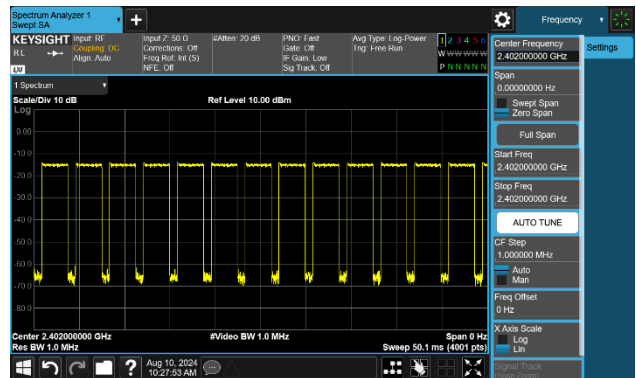 Spectrum Analyzer 1
Swept SA
Frequency
KEYSIGHT
RL
Input: RF
Coupling: DC
Align: Auto
Input Z: 50 Ω
Corrections: Off
Freq Ref: Int (S)
NFE: Off
#Atten: 20 dB
PNO: Fast
Gate: Off
IF Gain: Low
Sig Track: Off
Avg Type: Log-Power
Trig: Free Run
1 2 3 4 5 6
W W W W W W
P N N N N N
1 Spectrum
Scale/Div 10 dB
Ref Level 10.00 dBm
Log
0.00
-10.0
-20.0
-30.0
-40.0
-50.0
-60.0
-70.0
-80.0
Center 2.402000000 GHz
#Video BW 1.0 MHz
Span 0 Hz
Res BW 1.0 MHz
Sweep 50.1 ms (4001 pts)
Aug 10, 2024
10:27:53 AM
Center Frequency
2.402000000 GHz
Settings
Span
0.00000000 Hz
Swept Span
Zero Span
Full Span
Start Freq
2.402000000 GHz
Stop Freq
2.402000000 GHz
AUTO TUNE
CF Step
1.000000 MHz
Auto
Man
Freq Offset
0 Hz
X Axis Scale
Log
Lin
Signal Track
(Span Zoom)